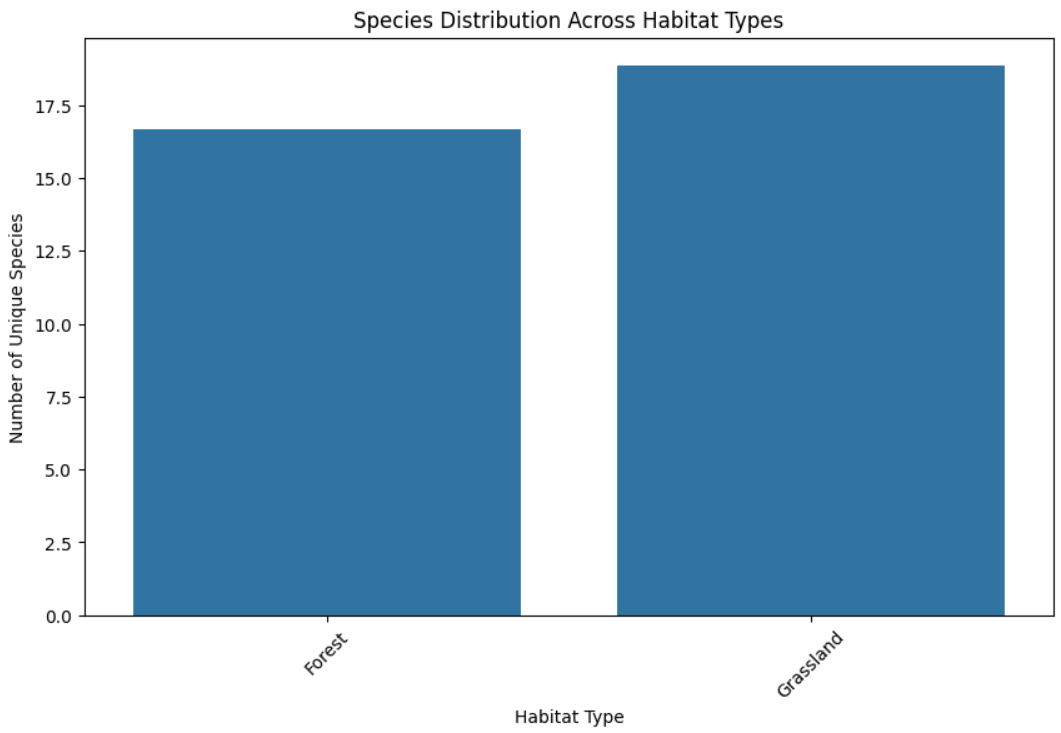 Species Distribution Across Habitat Types
Number of Unique Species
17.5
15.0
12.5
10.0
7.5
5.0
2.5
0.0
Forest
Grassland
Habitat Type